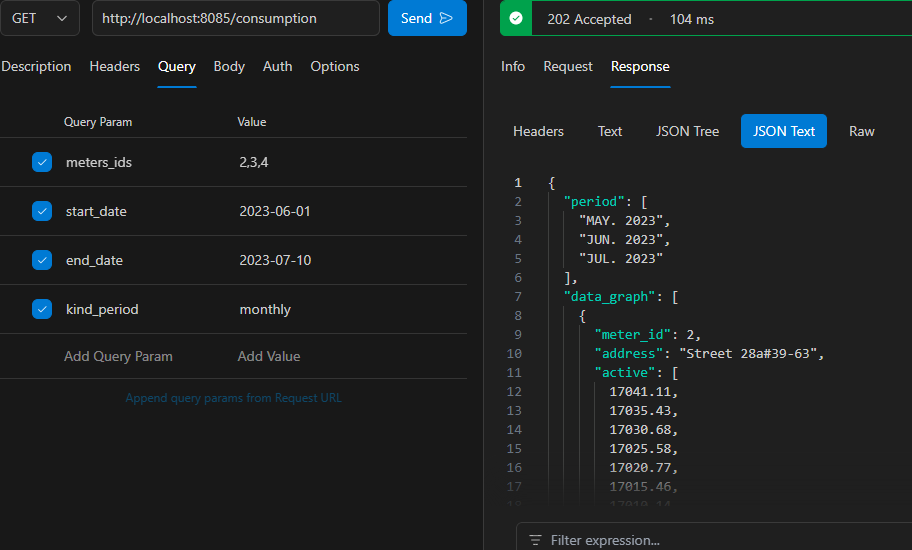 GET
http://localhost:8085/consumption
Send
Description Headers Query Body Auth Options
Query Param Value
meters_ids 2,3,4
start_date 2023-06-01
end_date 2023-07-10
kind_period monthly
Add Query Param Add Value
Append query params from Request URL
202 Accepted · 104 ms
Info Request Response
Headers Text JSON Tree JSON Text Raw
1 {
2 "period": [
3 "MAY. 2023",
4 "JUN. 2023",
5 "JUL. 2023"
6 ],
7 "data_graph": [
8 {
9 "meter_id": 2,
10 "address": "Street 28a#39-63",
11 "active": [
12 17041.11,
13 17035.43,
14 17030.68,
15 17025.58,
16 17020.77,
17 17015.46,
18
Filter expression...